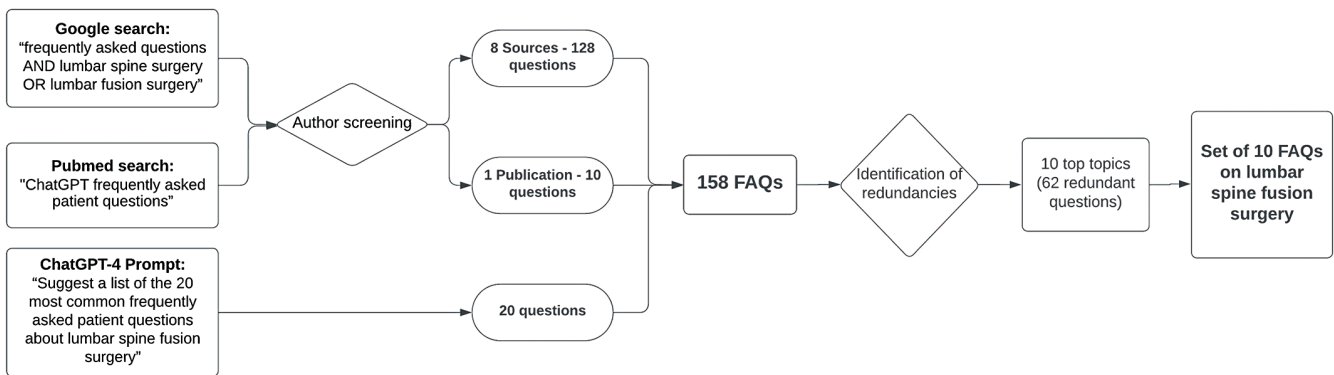 Google search:
“frequently asked questions
AND lumbar spine surgery
OR lumbar fusion surgery”
Pubmed search:
"ChatGPT frequently asked
patient questions”
ChatGPT-4 Prompt:
“Suggest a list of the 20
most common frequently
asked patient questions
about lumbar spine fusion
surgery”
Author screening
8 Sources - 128
questions
1 Publication - 10
questions
20 questions
158 FAQs
Identification of
redundancies
10 top topics
(62 redundant
questions)
Set of 10 FAQs
on lumbar
spine fusion
surgery